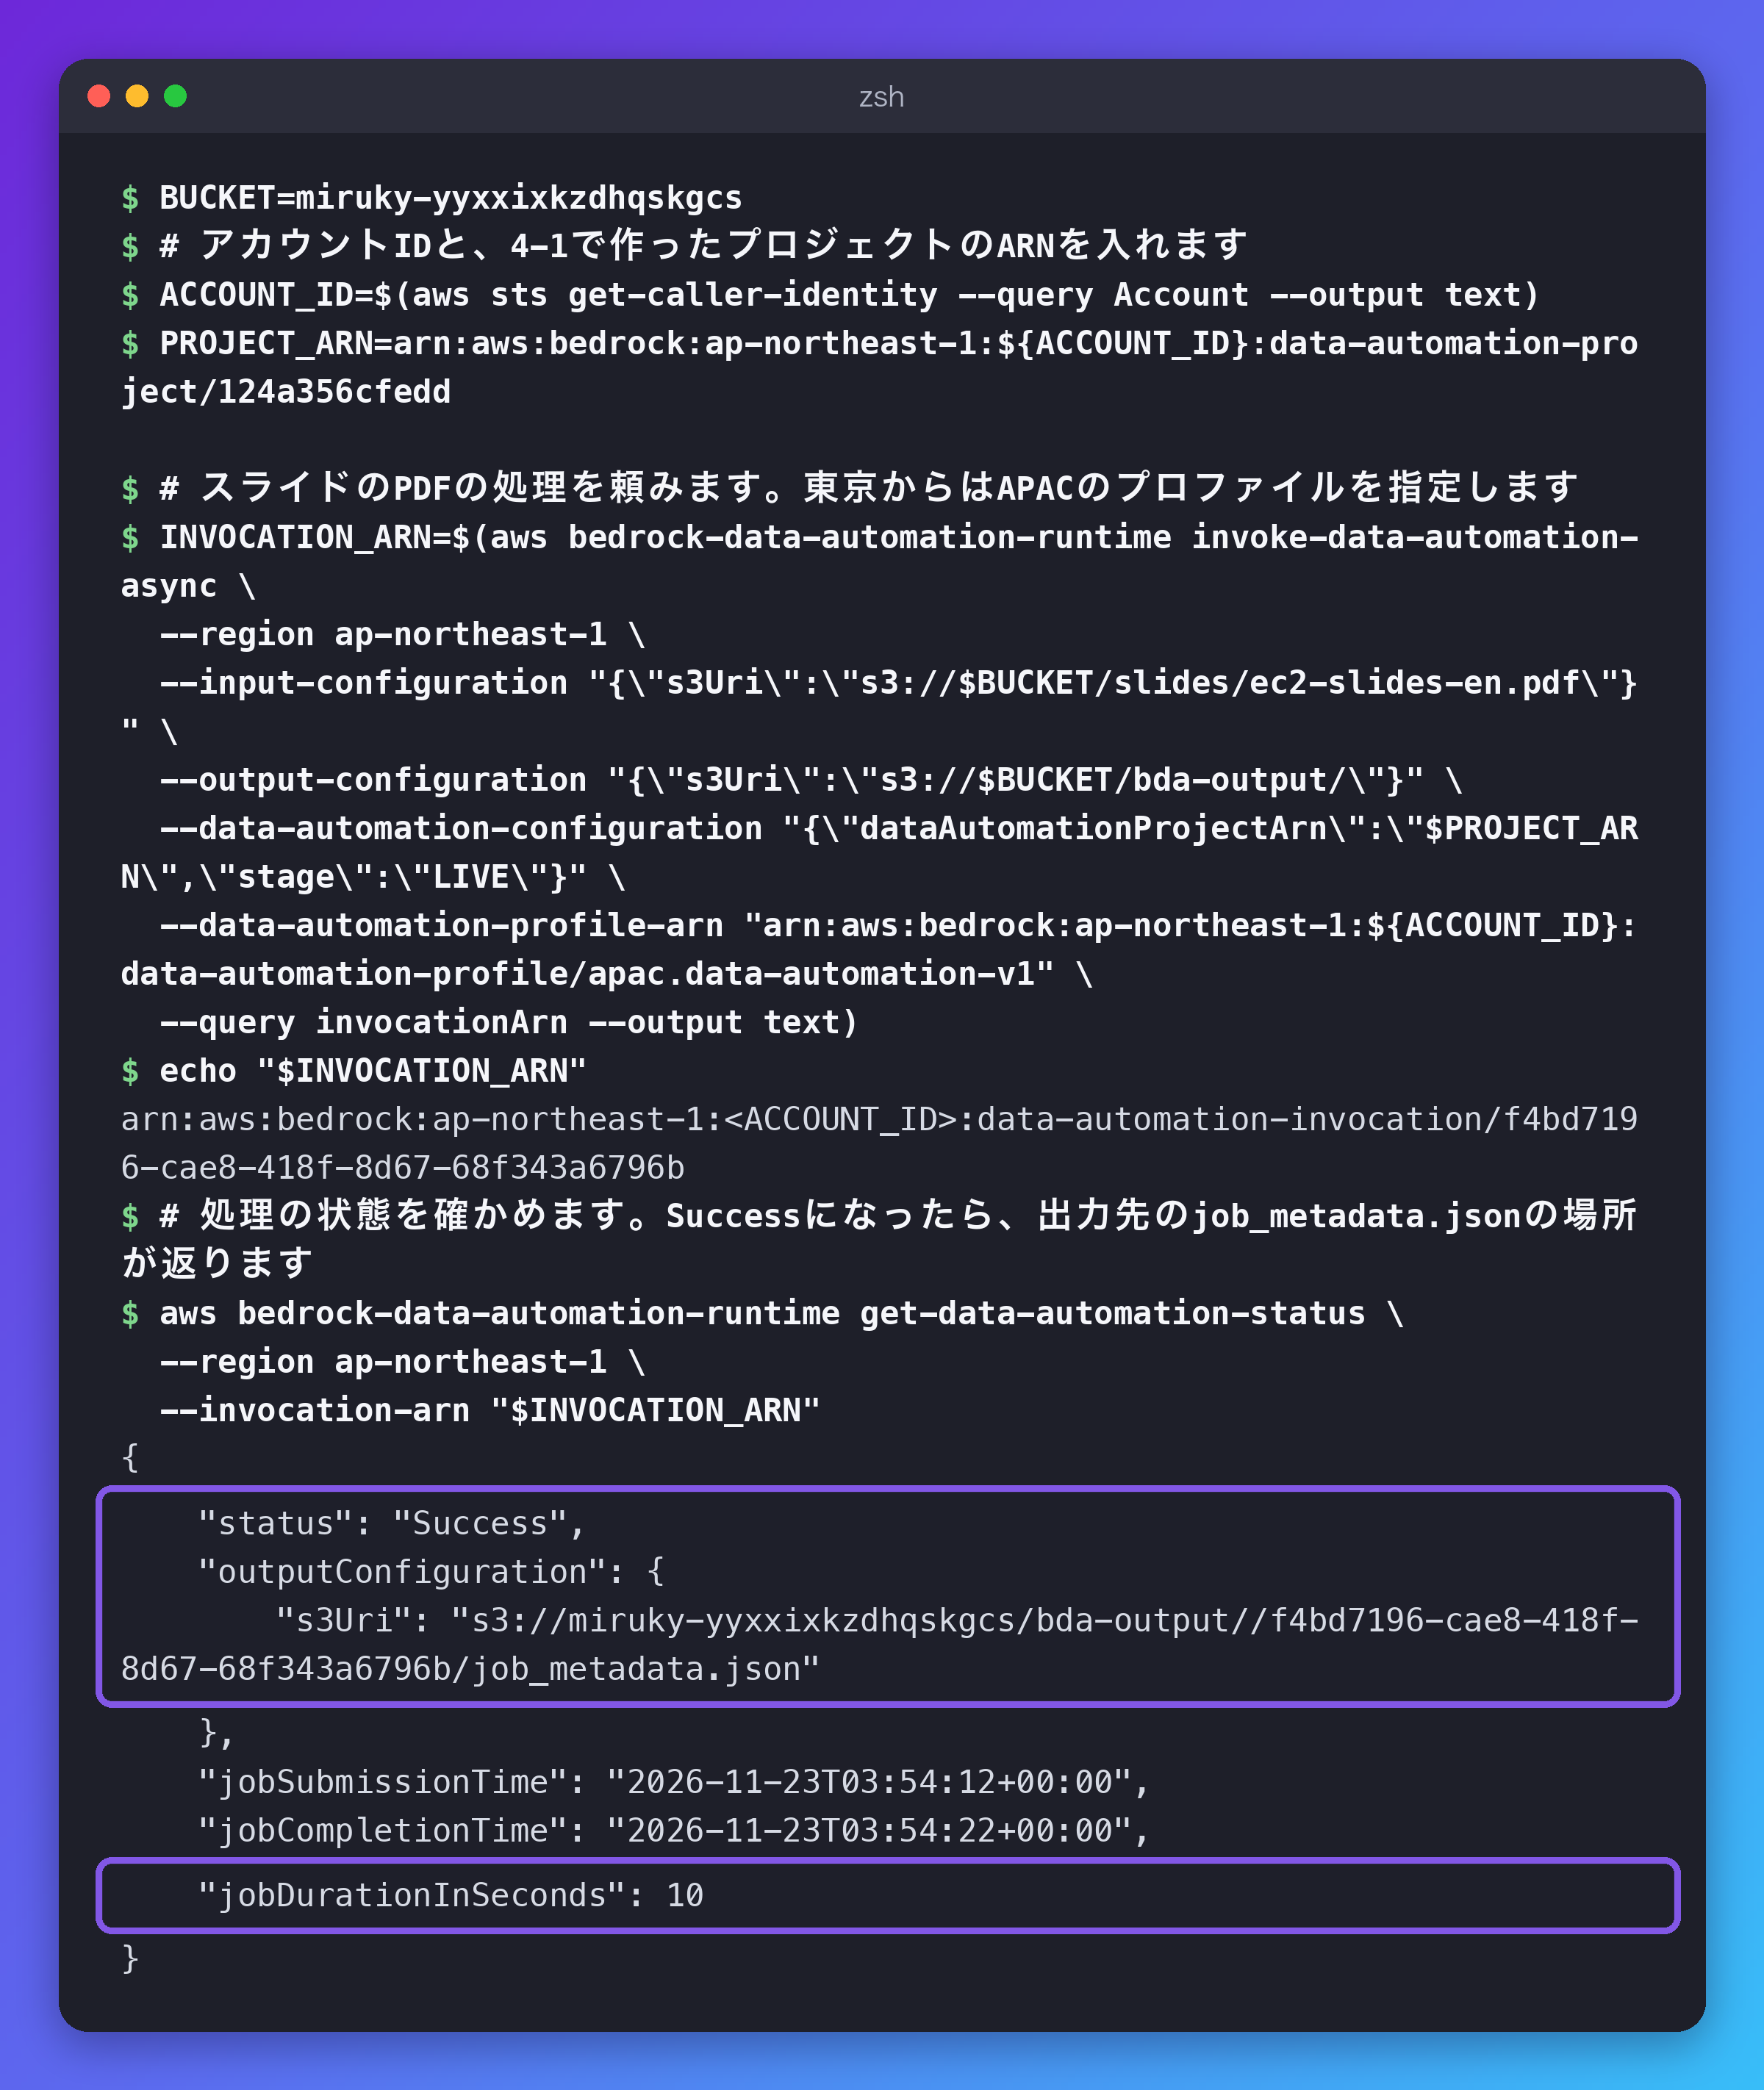 zsh
$ BUCKET=miruky-yyxxixkzdhqskgcs
$ # アカウントIDと、4-1で作ったプロジェクトのARNを入れます
$ ACCOUNT_ID=$(aws sts get-caller-identity --query Account --output text)
$ PROJECT_ARN=arn:aws:bedrock:ap-northeast-1:${ACCOUNT_ID}:data-automation-pro
ject/124a356cfedd
$ # スライドのPDFの処理を頼みます。東京からはAPACのプロファイルを指定します
$ INVOCATION_ARN=$(aws bedrock-data-automation-runtime invoke-data-automation-
async \
  --region ap-northeast-1 \
  --input-configuration "{\"s3Uri\":\"s3://$BUCKET/slides/ec2-slides-en.pdf\"}
" \
  --output-configuration "{\"s3Uri\":\"s3://$BUCKET/bda-output/\"}" \
  --data-automation-configuration "{\"dataAutomationProjectArn\":\"$PROJECT_AR
N\",\"stage\":\"LIVE\"}" \
  --data-automation-profile-arn "arn:aws:bedrock:ap-northeast-1:${ACCOUNT_ID}:
data-automation-profile/apac.data-automation-v1" \
  --query invocationArn --output text)
$ echo "$INVOCATION_ARN"
arn:aws:bedrock:ap-northeast-1:<ACCOUNT_ID>:data-automation-invocation/f4bd719
6-cae8-418f-8d67-68f343a6796b
$ # 処理の状態を確かめます。Successになったら、出力先のjob_metadata.jsonの場所
が返ります
$ aws bedrock-data-automation-runtime get-data-automation-status \
  --region ap-northeast-1 \
  --invocation-arn "$INVOCATION_ARN"
{
    "status": "Success",
    "outputConfiguration": {
        "s3Uri": "s3://miruky-yyxxixkzdhqskgcs/bda-output//f4bd7196-cae8-418f-
8d67-68f343a6796b/job_metadata.json"
    },
    "jobSubmissionTime": "2026-11-23T03:54:12+00:00",
    "jobCompletionTime": "2026-11-23T03:54:22+00:00",
    "jobDurationInSeconds": 10
}